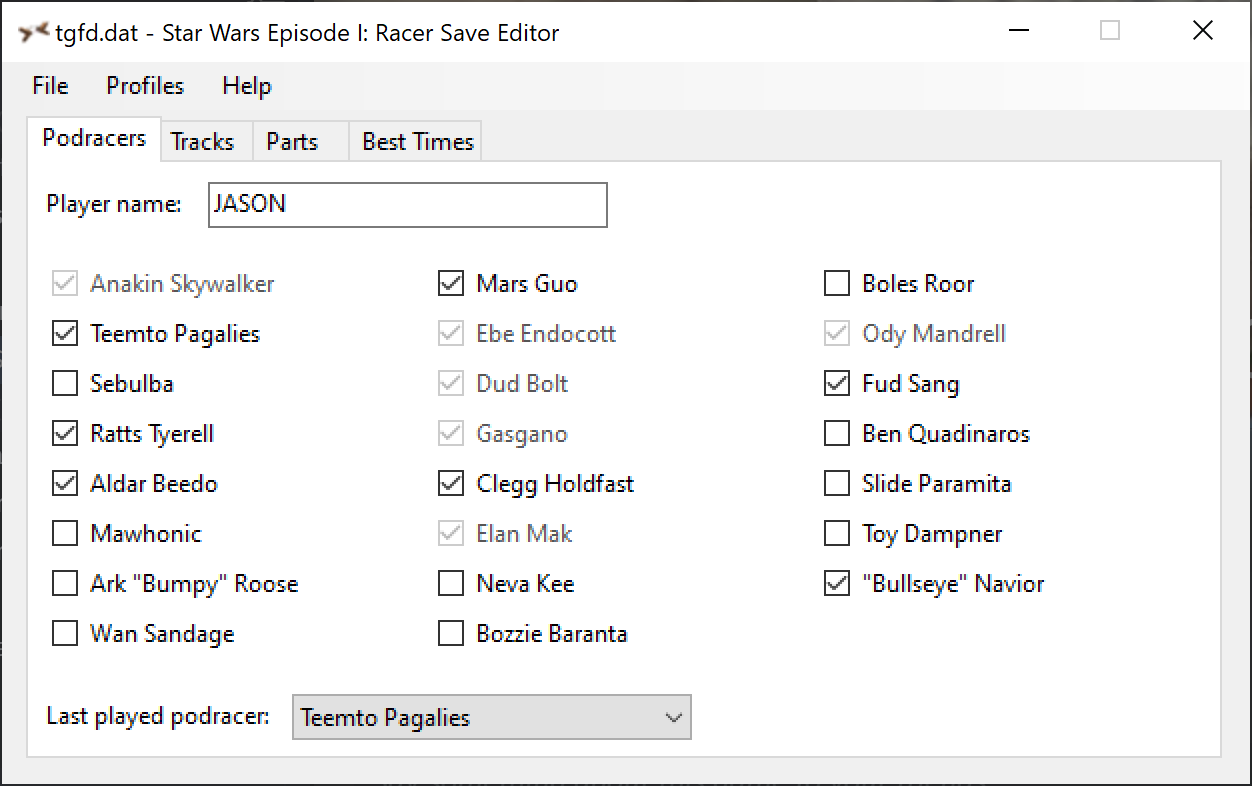 tgfd.dat - Star Wars Episode I: Racer Save Editor
File Profiles Help
Podracers Tracks Parts Best Times
Player name: JASON
Anakin Skywalker Mars Guo Boles Roor
Teemto Pagalies Ebe Endocott Ody Mandrell
Sebulba Dud Bolt Fud Sang
Ratts Tyerell Gasgano Ben Quadinaros
Aldar Beedo Clegg Holdfast Slide Paramita
Mawhonic Elan Mak Toy Dampner
Ark "Bumpy" Roose Neva Kee "Bullseye" Navior
Wan Sandage Bozzie Baranta
Last played podracer: Teemto Pagalies